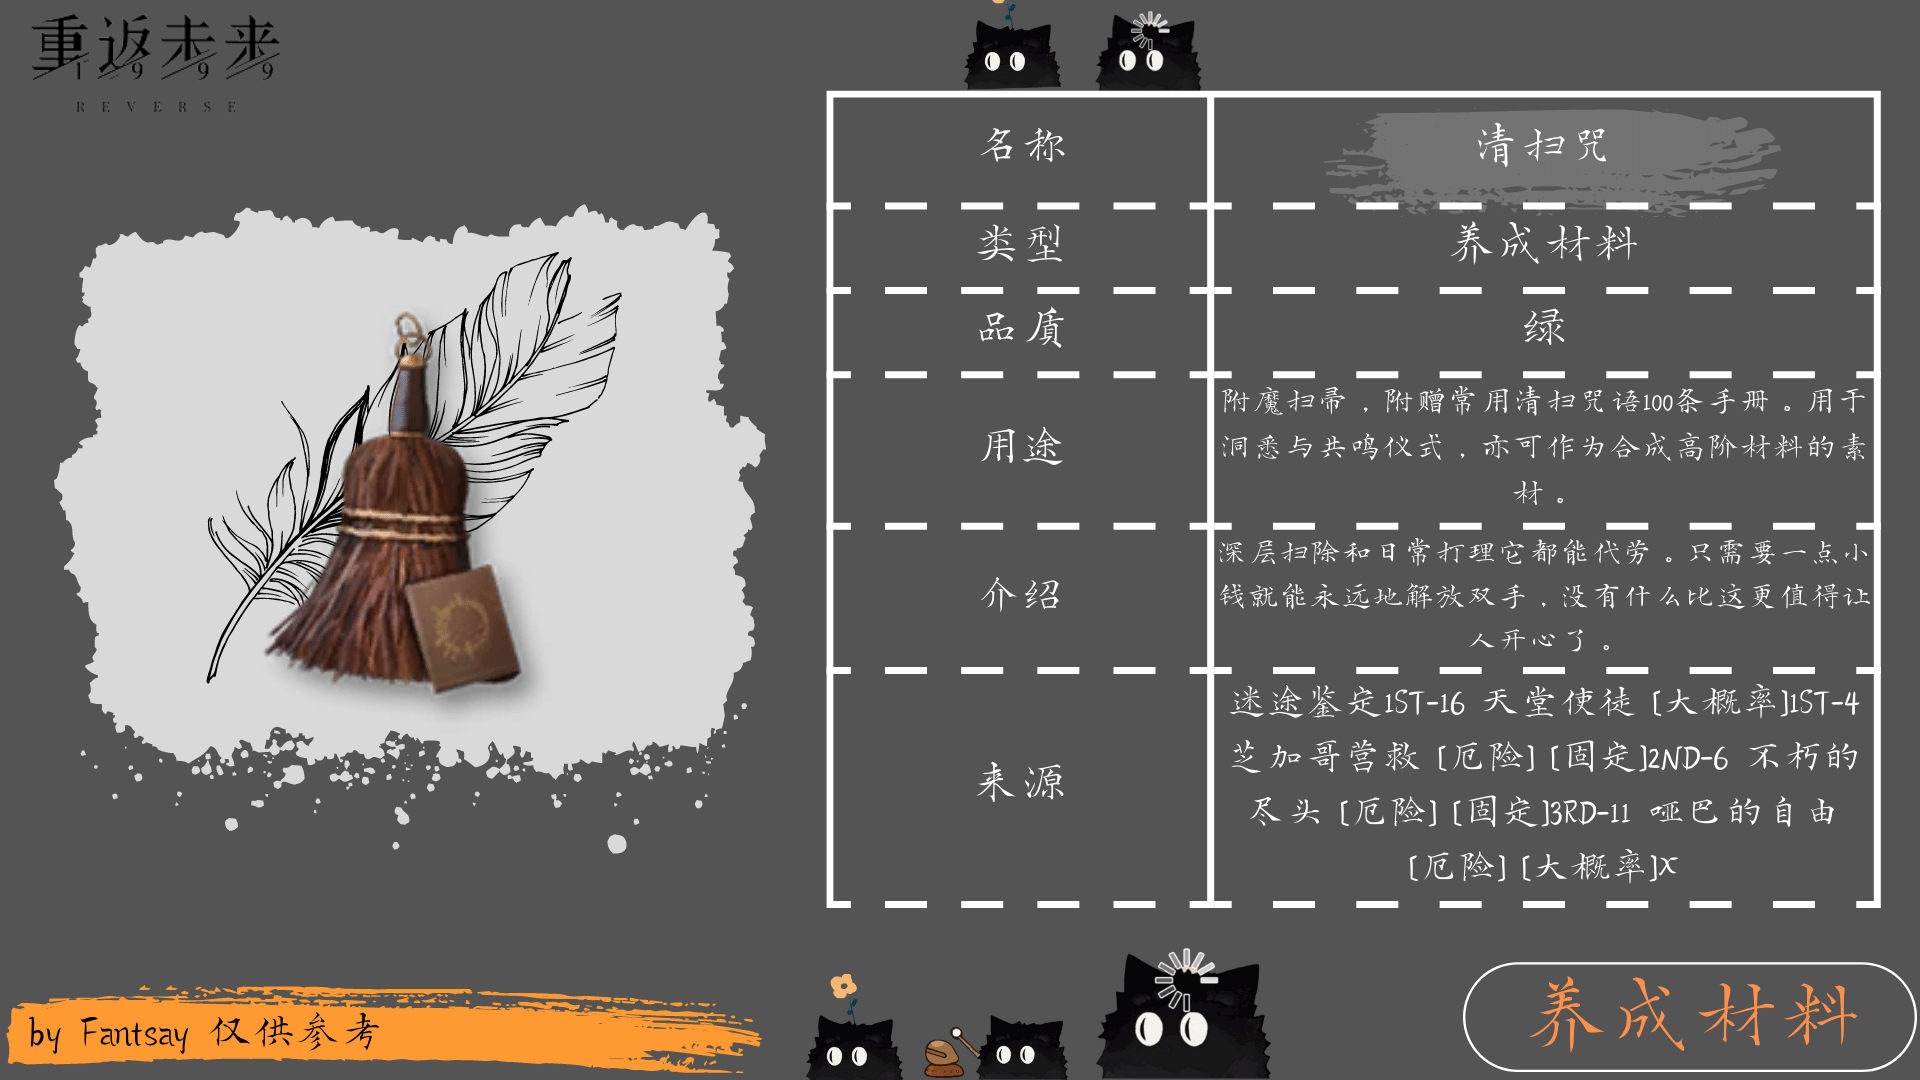 重返未来
1999
REVERSE
名称
清扫咒
类型
养成材料
品质
绿
用途
附魔扫帚，附赠常用清扫咒语100条手册。用于
洞悉与共鸣仪式，亦可作为合成高阶材料的素
材。
介绍
深层扫除和日常打理它都能代劳。只需要一点小
钱就能永远地解放双手，没有什么比这更值得让
人开心了。
来源
迷途鉴定1ST-16 天堂使徒 [大概率]1ST-4
芝加哥营救 [厄险] [固定]2ND-6 不朽的
尽头 [厄险] [固定]3RD-11 哑巴的自由
[厄险] [大概率]X
by Fantsay 仅供参考
养成材料